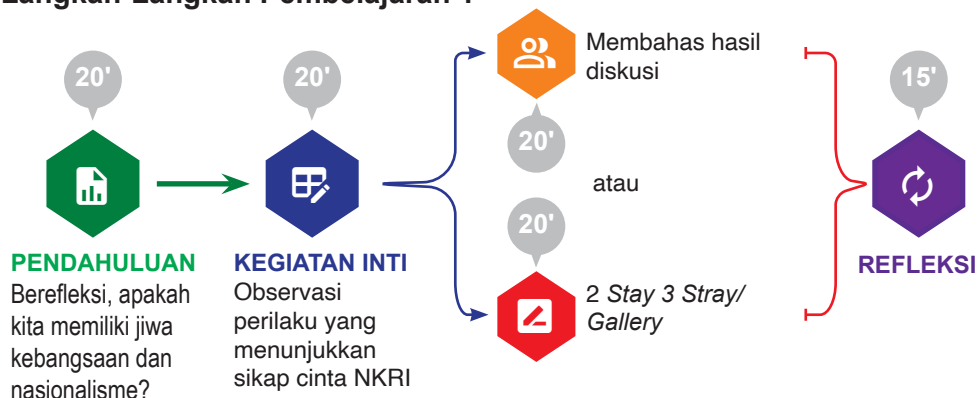 Langkah-Langkah Pembelajaran 4
20'
PENDAHULUAN
Berefleksi, apakah
kita memiliki jiwa
kebangsaan dan
nasionalisme?
20'
KEGIATAN INTI
Observasi
perilaku yang
menunjukkan
sikap cinta NKRI
Membahas hasil
diskusi
20'
atau
20'
2 Stay 3 Stray/
Gallery
15'
REFLEKSI